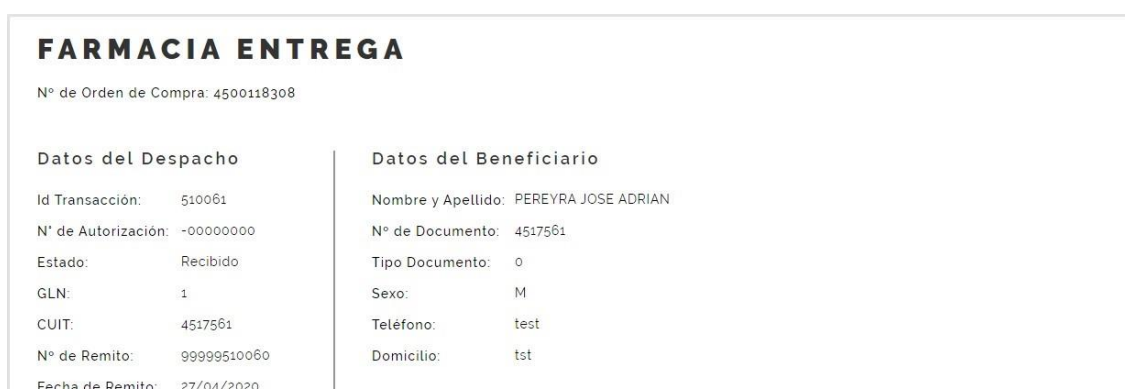 FARMACIA ENTREGA
Nº de Orden de Compra: 4500118308
Datos del Despacho
Id Transacción: 510061
N° de Autorización: -00000000
Estado: Recibido
GLN: 1
CUIT: 4517561
Nº de Remito: 99999510060
Fecha de Remito: 27/04/2020
Datos del Beneficiario
Nombre y Apellido: PEREYRA JOSE ADRIAN
Nº de Documento: 4517561
Tipo Documento: 0
Sexo: M
Teléfono: test
Domicilio: tst